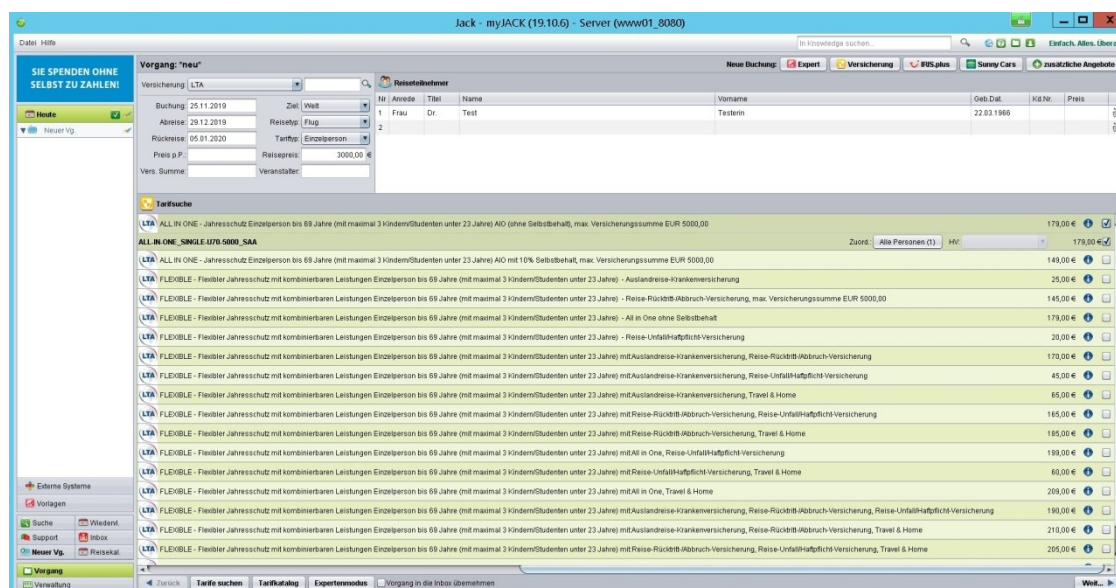 Jack - myJACK (19.10.6) - Server (www01_8080)
Datei Hilfe
In Knowledge suchen...
Einfach. Alles. Übera
SIE SPENDEN OHNE
SELBST ZU ZAHLEN!
Heute
Neuer Vg.
Vorgang: "neu"
Neue Buchung: Expert Versicherung IRIS.plus Sunny Cars zusätzliche Angebote
Versicherung: LTA
Buchung: 25.11.2019 Ziel: Welt
Abreise: 29.12.2019 Reisetyp: Flug
Rückreise: 05.01.2020 Tariftyp: Einzelperson
Preis p.P.: Reisepreis: 3000,00 €
Vers. Summe: Veranstalter:
Reiseteilnehmer
Nr Anrede Titel Name Vorname Geb.Dat. Kd.Nr. Preis
1 Frau Dr. Test Testerin 22.03.1966
2
Tarifsuche
LTA ALL IN ONE - Jahresschutz Einzelperson bis 69 Jahre (mit maximal 3 Kindern/Studenten unter 23 Jahre) AIO (ohne Selbstbehalt), max. Versicherungssumme EUR 5000,00 179,00 €
ALL-IN-ONE_SINGLE-U70-5000_SAA Zuord.: Alle Personen (1) HV: 179,00 €
LTA ALL IN ONE - Jahresschutz Einzelperson bis 69 Jahre (mit maximal 3 Kindern/Studenten unter 23 Jahre) AIO mit 10% Selbstbehalt, max. Versicherungssumme EUR 5000,00 149,00 €
LTA FLEXIBLE - Flexibler Jahresschutz mit kombinierbaren Leistungen Einzelperson bis 69 Jahre (mit maximal 3 Kindern/Studenten unter 23 Jahre) - Auslandreise-Krankenversicherung 25,00 €
LTA FLEXIBLE - Flexibler Jahresschutz mit kombinierbaren Leistungen Einzelperson bis 69 Jahre (mit maximal 3 Kindern/Studenten unter 23 Jahre) - Reise-Rücktritt-/Abbruch-Versicherung, max. Versicherungssumme EUR 5000,00 145,00 €
LTA FLEXIBLE - Flexibler Jahresschutz mit kombinierbaren Leistungen Einzelperson bis 69 Jahre (mit maximal 3 Kindern/Studenten unter 23 Jahre) - All in One ohne Selbstbehalt 179,00 €
LTA FLEXIBLE - Flexibler Jahresschutz mit kombinierbaren Leistungen Einzelperson bis 69 Jahre (mit maximal 3 Kindern/Studenten unter 23 Jahre) - Reise-Unfall/Haftpflicht-Versicherung 20,00 €
LTA FLEXIBLE - Flexibler Jahresschutz mit kombinierbaren Leistungen Einzelperson bis 69 Jahre (mit maximal 3 Kindern/Studenten unter 23 Jahre) mit Auslandreise-Krankenversicherung, Reise-Rücktritt-/Abbruch-Versicherung 170,00 €
LTA FLEXIBLE - Flexibler Jahresschutz mit kombinierbaren Leistungen Einzelperson bis 69 Jahre (mit maximal 3 Kindern/Studenten unter 23 Jahre) mit Auslandreise-Krankenversicherung, Reise-Unfall/Haftpflicht-Versicherung 45,00 €
LTA FLEXIBLE - Flexibler Jahresschutz mit kombinierbaren Leistungen Einzelperson bis 69 Jahre (mit maximal 3 Kindern/Studenten unter 23 Jahre) mit Auslandreise-Krankenversicherung, Travel & Home 65,00 €
LTA FLEXIBLE - Flexibler Jahresschutz mit kombinierbaren Leistungen Einzelperson bis 69 Jahre (mit maximal 3 Kindern/Studenten unter 23 Jahre) mit Reise-Rücktritt-/Abbruch-Versicherung, Reise-Unfall/Haftpflicht-Versicherung 165,00 €
LTA FLEXIBLE - Flexibler Jahresschutz mit kombinierbaren Leistungen Einzelperson bis 69 Jahre (mit maximal 3 Kindern/Studenten unter 23 Jahre) mit Reise-Rücktritt-/Abbruch-Versicherung, Travel & Home 185,00 €
LTA FLEXIBLE - Flexibler Jahresschutz mit kombinierbaren Leistungen Einzelperson bis 69 Jahre (mit maximal 3 Kindern/Studenten unter 23 Jahre) mit All in One, Reise-Unfall/Haftpflicht-Versicherung 199,00 €
LTA FLEXIBLE - Flexibler Jahresschutz mit kombinierbaren Leistungen Einzelperson bis 69 Jahre (mit maximal 3 Kindern/Studenten unter 23 Jahre) mit Reise-Unfall/Haftpflicht-Versicherung, Travel & Home 60,00 €
LTA FLEXIBLE - Flexibler Jahresschutz mit kombinierbaren Leistungen Einzelperson bis 69 Jahre (mit maximal 3 Kindern/Studenten unter 23 Jahre) mit All in One, Travel & Home 209,00 €
LTA FLEXIBLE - Flexibler Jahresschutz mit kombinierbaren Leistungen Einzelperson bis 69 Jahre (mit maximal 3 Kindern/Studenten unter 23 Jahre) mit Auslandreise-Krankenversicherung, Reise-Rücktritt-/Abbruch-Versicherung, Reise-Unfall/Haftpflicht-Versicherung 190,00 €
LTA FLEXIBLE - Flexibler Jahresschutz mit kombinierbaren Leistungen Einzelperson bis 69 Jahre (mit maximal 3 Kindern/Studenten unter 23 Jahre) mit Auslandreise-Krankenversicherung, Reise-Rücktritt-/Abbruch-Versicherung, Travel & Home 210,00 €
LTA FLEXIBLE - Flexibler Jahresschutz mit kombinierbaren Leistungen Einzelperson bis 69 Jahre (mit maximal 3 Kindern/Studenten unter 23 Jahre) mit Reise-Rücktritt-/Abbruch-Versicherung, Reise-Unfall/Haftpflicht-Versicherung, Travel & Home 205,00 €
Externe Systeme
Vorlagen
Suche Wiedervl.
Support Inbox
Neuer Vg. Reisekal.
Vorgang
Verwaltung
Zurück Tarife suchen Tarifkatalog Expertenmodus Vorgang in die Inbox übernehmen Weit...